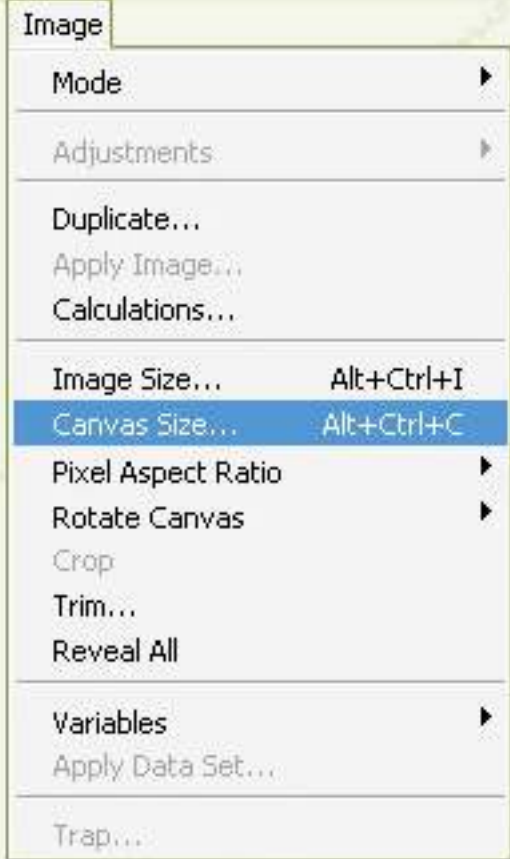 Image
Mode
Adjustments
Duplicate...
Apply Image...
Calculations...
Image Size... Alt+Ctrl+I
Canvas Size... Alt+Ctrl+C
Pixel Aspect Ratio
Rotate Canvas
Crop
Trim...
Reveal All
Variables
Apply Data Set...
Trap...